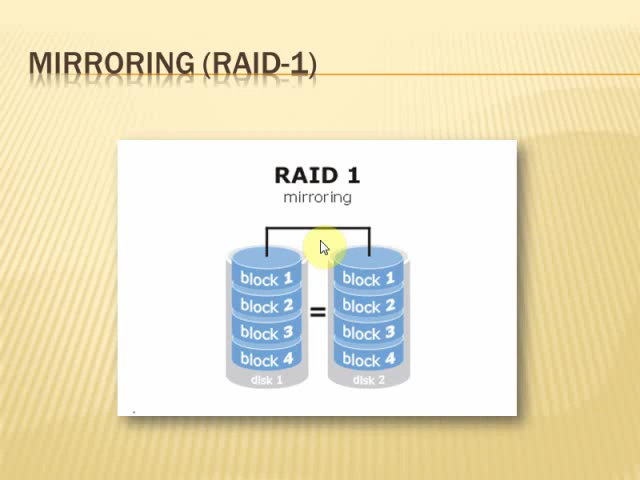 MIRRORING (RAID-1)
RAID 1
mirroring
block 1 block 1
block 2 block 2
=
block 3 block 3
block 4 block 4
disk 1 disk 2